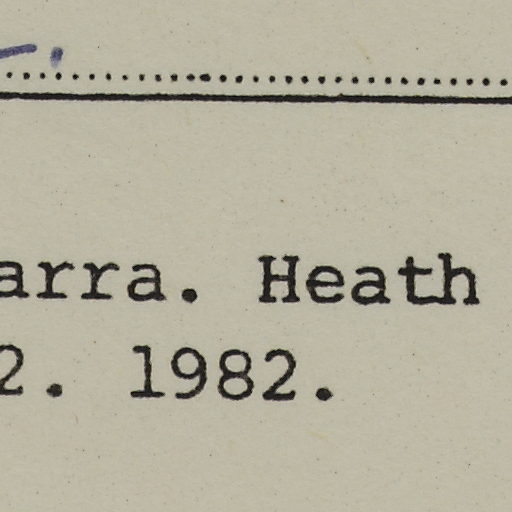 arra. Heath
2. 1982.